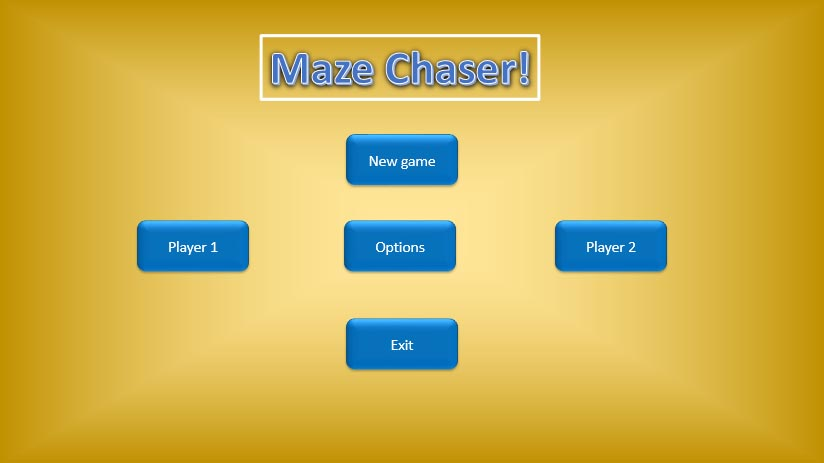 Maze Chaser!
New game
Player 1
Options
Player 2
Exit